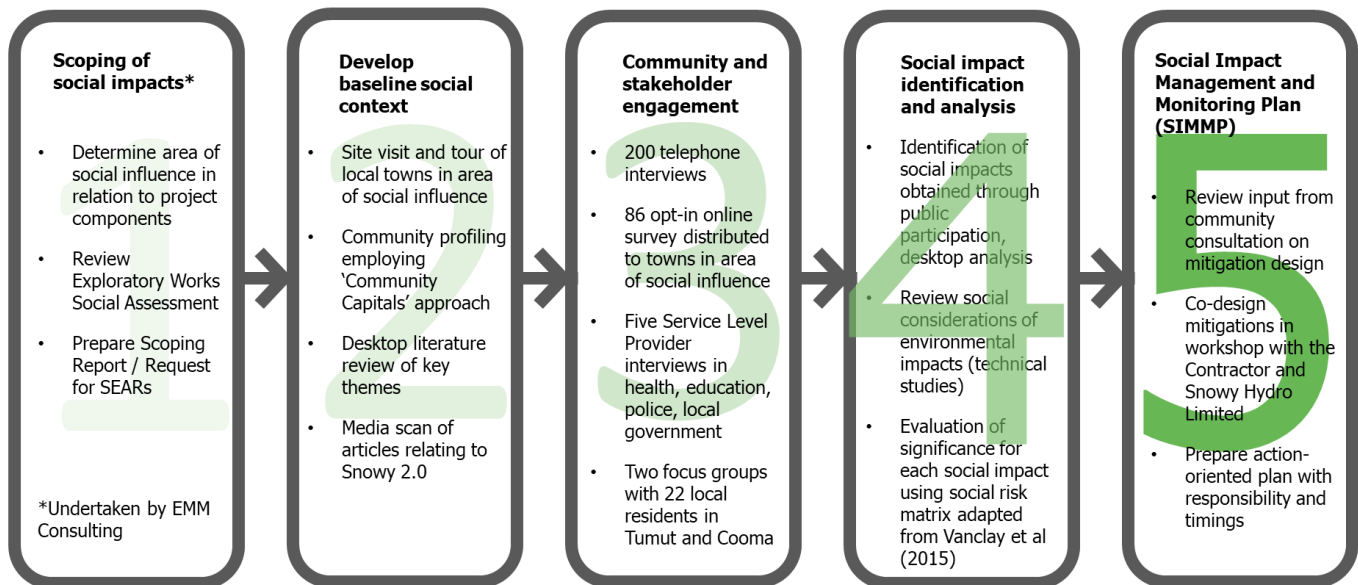 1
Scoping of
social impacts*
• Determine area of
social influence in
relation to project
components
• Review
Exploratory Works
Social Assessment
• Prepare Scoping
Report / Request
for SEARs
*Undertaken by EMM
Consulting
2
Develop
baseline social
context
• Site visit and tour of
local towns in area
of social influence
• Community profiling
employing
‘Community
Capitals’ approach
• Desktop literature
review of key
themes
• Media scan of
articles relating to
Snowy 2.0
3
Community and
stakeholder
engagement
• 200 telephone
interviews
• 86 opt-in online
survey distributed
to towns in area of
social influence
• Five Service Level
Provider
interviews in
health, education,
police, local
government
• Two focus groups
with 22 local
residents in
Tumut and Cooma
4
Social impact
identification
and analysis
• Identification of
social impacts
obtained through
public
participation,
desktop analysis
• Review social
considerations of
environmental
impacts (technical
studies)
• Evaluation of
significance for
each social impact
using social risk
matrix adapted
from Vanclay et al
(2015)
5
Social Impact
Management and
Monitoring Plan
(SIMMP)
• Review input from
community
consultation on
mitigation design
• Co-design
mitigations in
workshop with the
Contractor and
Snowy Hydro
Limited
• Prepare action-
oriented plan with
responsibility and
timings